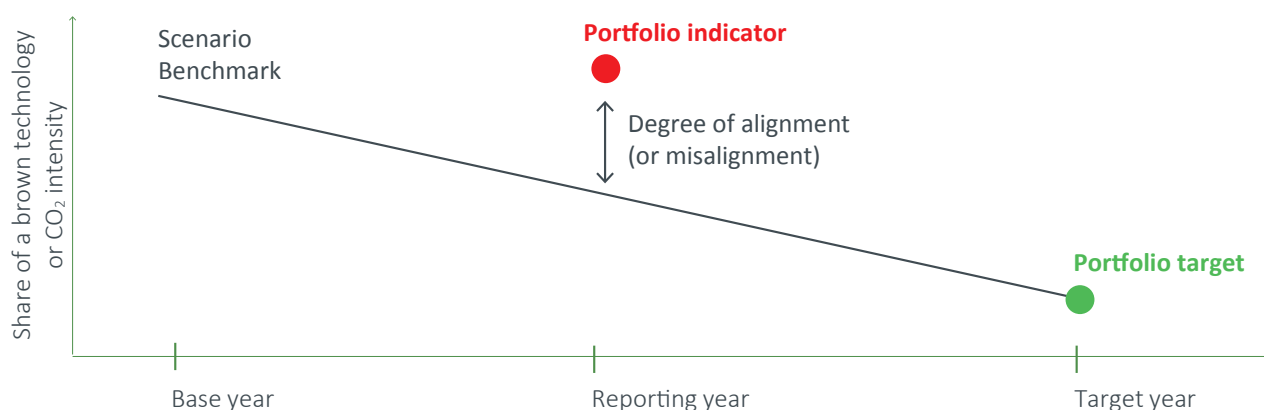 Share of a brown technology
or CO₂ intensity
Scenario
Benchmark
Portfolio indicator
Degree of alignment
(or misalignment)
Portfolio target
Base year
Reporting year
Target year